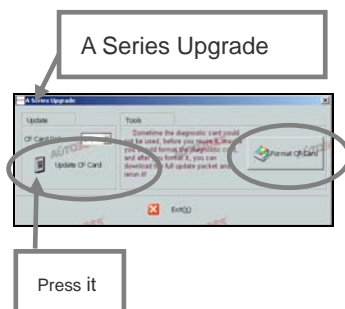 A Series Upgrade
A Series Upgrade
Update
Tools
CF Card Drive
Update CF Card
Sometime the diagnostic card could
not be used, before you reuse it, maybe
you should format the diagnostic card,
and after you format it, you can
download the full update packet and
rerun it!
Format CF Card
Exit(X)
Press it